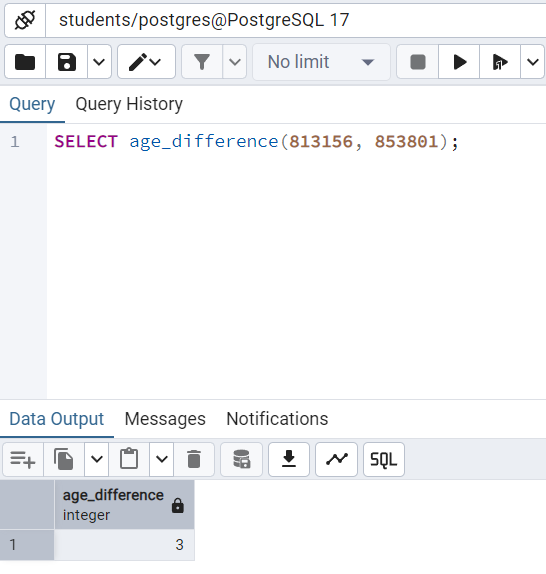 students/postgres@PostgreSQL 17
No limit
Query Query History
1 SELECT age_difference(813156, 853801);
Data Output Messages Notifications
SQL
age_difference
integer
1 3